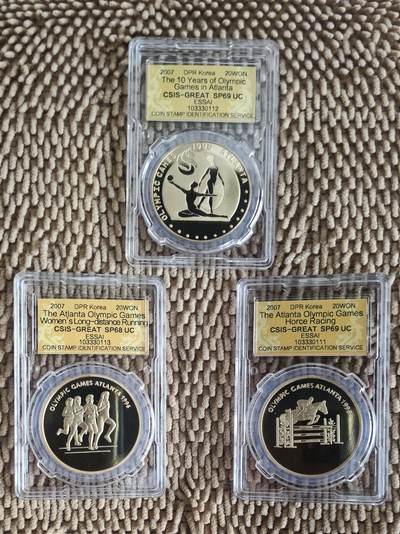 2007 DPR Korea 20WON
The 10 Years of Olympic
Games in Atlanta
CSIS-GREAT SP69 UC
ESSAI
103330112
COIN STAMP IDENTIFICATION SERVICE
OLYMPIC GAMES 1996 ATLANTA
2007 DPR Korea 20WON
The Atlanta Olympic Games
Women's Long-distance Running
CSIS-GREAT SP68 UC
ESSAI
103330113
COIN STAMP IDENTIFICATION SERVICE
OLYMPIC GAMES ATLANTA 1996
2007 DPR Korea 20WON
The Atlanta Olympic Games
Horce Racing
CSIS-GREAT SP69 UC
ESSAI
103330111
COIN STAMP IDENTIFICATION SERVICE
OLYMPIC GAMES ATLANTA 1996